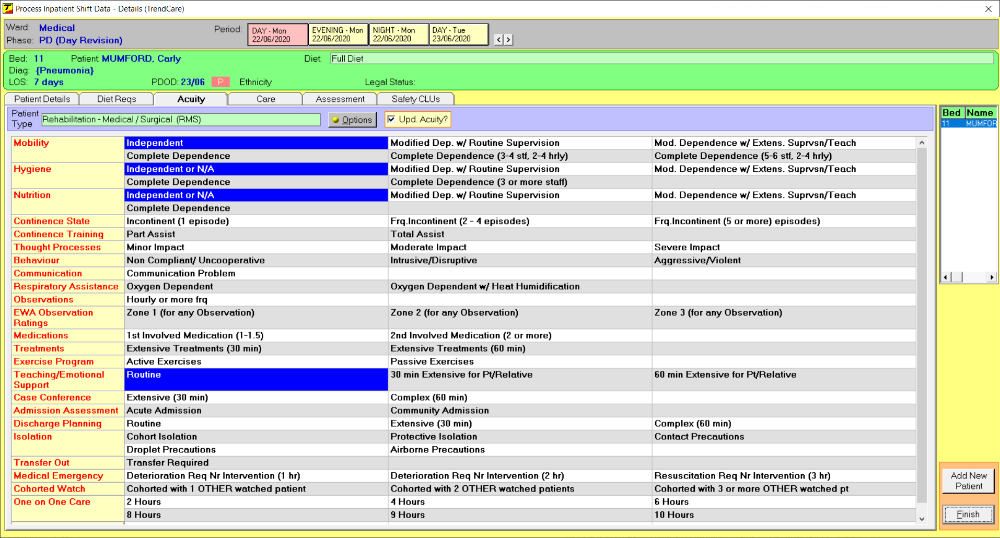 Process Inpatient Shift Data - Details (TrendCare)
Ward: Medical
Phase: PD (Day Revision)
Period:
DAY - Mon
22/06/2020
EVENING - Mon
22/06/2020
NIGHT - Mon
22/06/2020
DAY - Tue
23/06/2020
Bed: 11 Patient: MUMFORD, Carly Diet: Full Diet
Diag: {Pneumonia}
LOS: 7 days PDOD: 23/06 P Ethnicity Legal Status:
Patient Details Diet Reqs Acuity Care Assessment Safety CLUs
Patient Type Rehabilitation - Medical / Surgical (RMS) Options Upd. Acuity?
Bed Name
11 MUMFOR
Mobility Independent Modified Dep. w/ Routine Supervision Mod. Dependence w/ Extens. Suprvsn/Teach
Complete Dependence Complete Dependence (3-4 stf, 2-4 hrly) Complete Dependence (5-6 stf, 2-4 hrly)
Hygiene Independent or N/A Modified Dep. w/ Routine Supervision Mod. Dependence w/ Extens. Suprvsn/Teach
Complete Dependence Complete Dependence (3 or more staff)
Nutrition Independent or N/A Modified Dep. w/ Routine Supervision Mod. Dependence w/ Extens. Suprvsn/Teach
Complete Dependence
Continence State Incontinent (1 episode) Frq.Incontinent (2 - 4 episodes) Frq.Incontinent (5 or more) episodes)
Continence Training Part Assist Total Assist
Thought Processes Minor Impact Moderate Impact Severe Impact
Behaviour Non Compliant/ Uncooperative Intrusive/Disruptive Aggressive/Violent
Communication Communication Problem
Respiratory Assistance Oxygen Dependent Oxygen Dependent w/ Heat Humidification
Observations Hourly or more frq
EWA Observation Ratings Zone 1 (for any Observation) Zone 2 (for any Observation) Zone 3 (for any Observation)
Medications 1st Involved Medication (1-1.5) 2nd Involved Medication (2 or more)
Treatments Extensive Treatments (30 min) Extensive Treatments (60 min)
Exercise Program Active Exercises Passive Exercises
Teaching/Emotional Support Routine 30 min Extensive for Pt/Relative 60 min Extensive for Pt/Relative
Case Conference Extensive (30 min) Complex (60 min)
Admission Assessment Acute Admission Community Admission
Discharge Planning Routine Extensive (30 min) Complex (60 min)
Isolation Cohort Isolation Protective Isolation Contact Precautions
Droplet Precautions Airborne Precautions
Transfer Out Transfer Required
Medical Emergency Deterioration Req Nr Intervention (1 hr) Deterioration Req Nr Intervention (2 hr) Resuscitation Req Nr Intervention (3 hr)
Cohorted Watch Cohorted with 1 OTHER watched patient Cohorted with 2 OTHER watched patients Cohorted with 3 or more OTHER watched pt
One on One Care 2 Hours 4 Hours 6 Hours
8 Hours 9 Hours 10 Hours
Add New
Patient
Finish